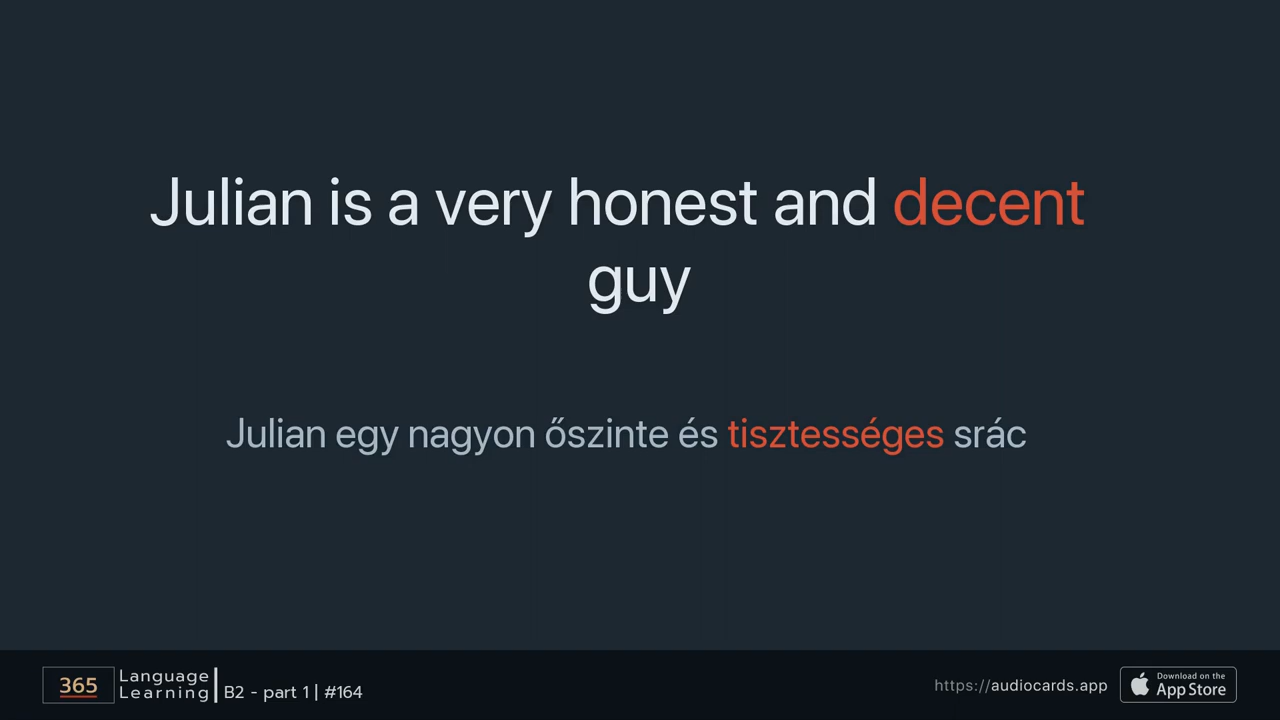 Julian is a very honest and decent
guy
Julian egy nagyon őszinte és tisztességes srác
365
Language
Learning
B2 - part 1 | #164
https://audiocards.app
Download on the
App Store